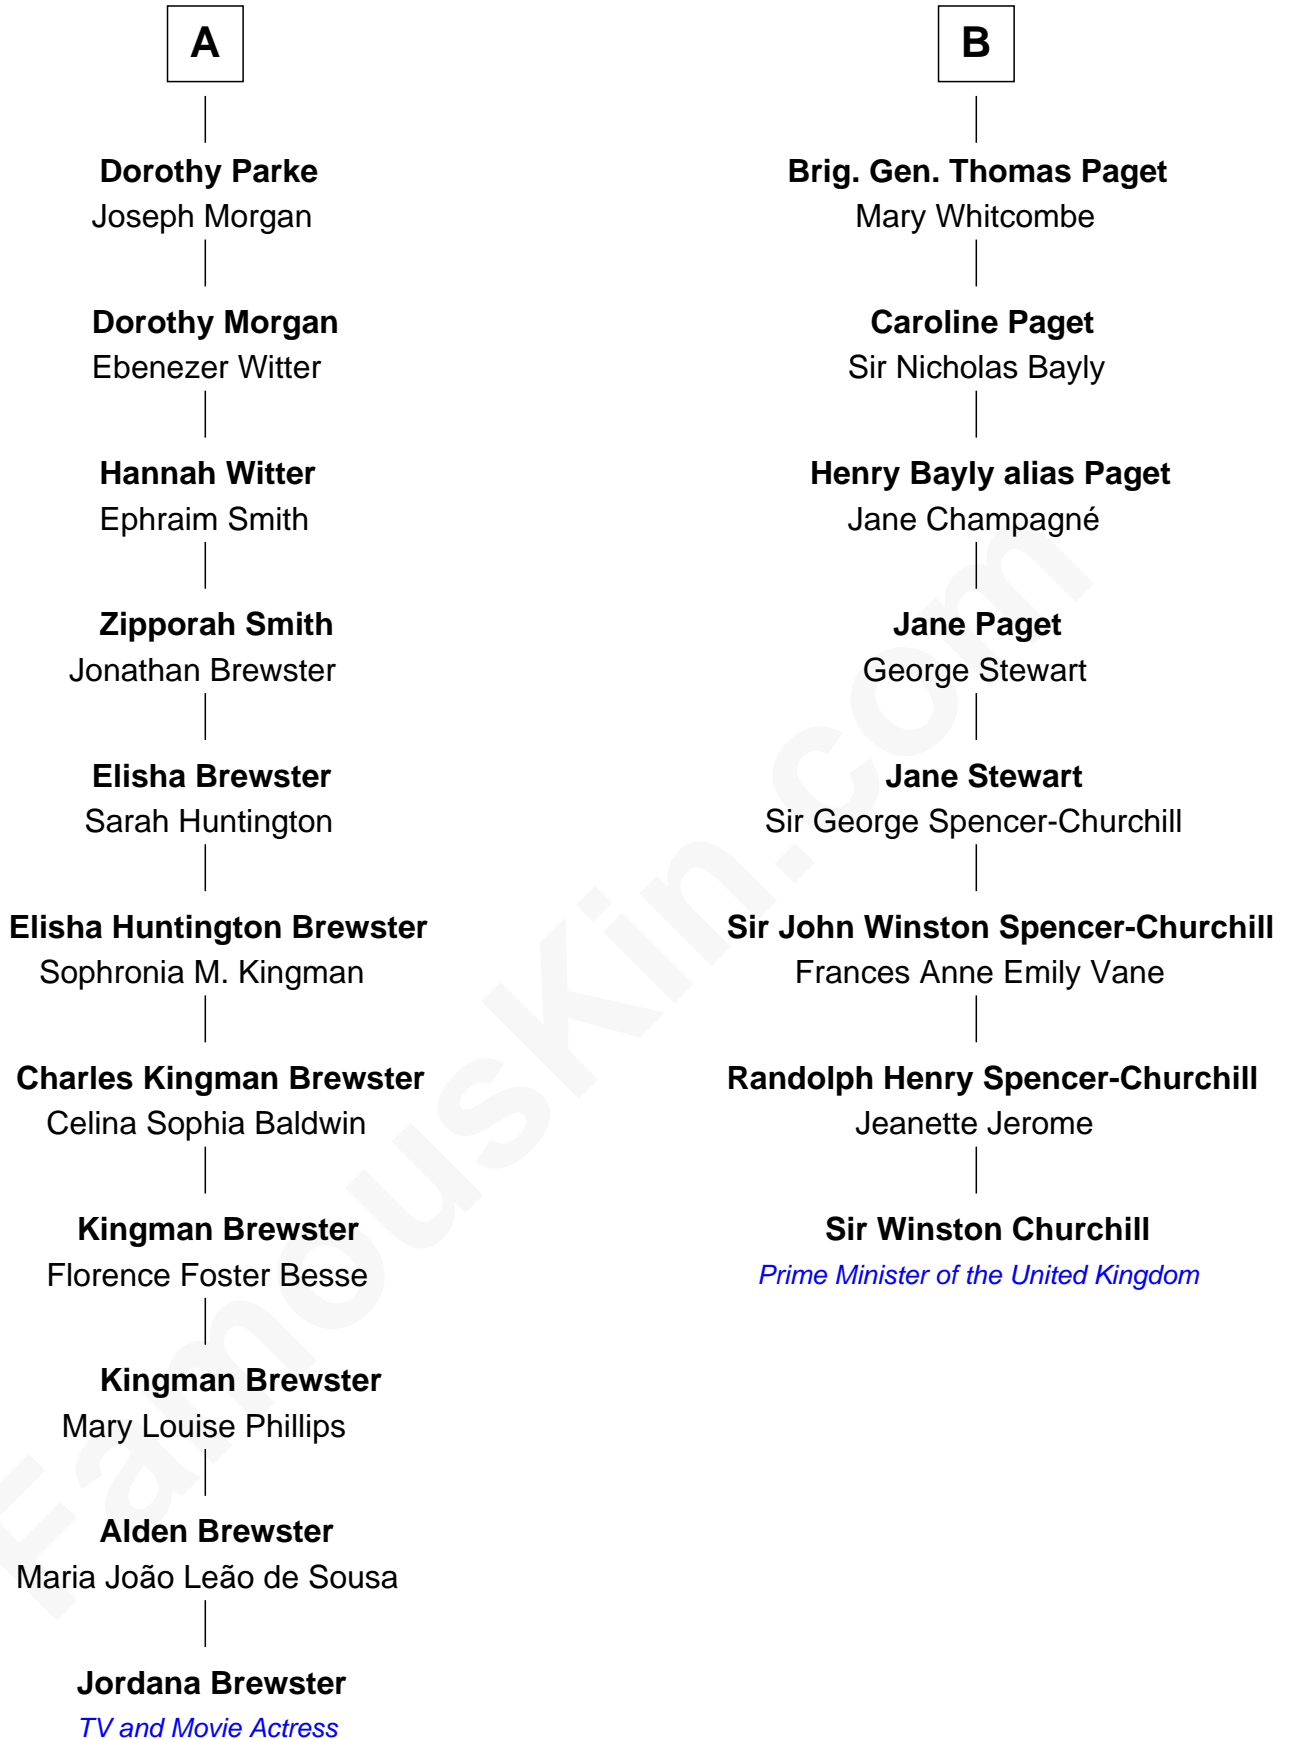 A
Dorothy Parke
Joseph Morgan
Dorothy Morgan
Ebenezer Witter
Hannah Witter
Ephraim Smith
Zipporah Smith
Jonathan Brewster
Elisha Brewster
Sarah Huntington
Elisha Huntington Brewster
Sophronia M. Kingman
Charles Kingman Brewster
Celina Sophia Baldwin
Kingman Brewster
Florence Foster Besse
Kingman Brewster
Mary Louise Phillips
Alden Brewster
Maria João Leão de Sousa
Jordana Brewster
TV and Movie Actress
B
Brig. Gen. Thomas Paget
Mary Whitcombe
Caroline Paget
Sir Nicholas Bayly
Henry Bayly alias Paget
Jane Champagné
Jane Paget
George Stewart
Jane Stewart
Sir George Spencer-Churchill
Sir John Winston Spencer-Churchill
Frances Anne Emily Vane
Randolph Henry Spencer-Churchill
Jeanette Jerome
Sir Winston Churchill
Prime Minister of the United Kingdom
FamousKin.com